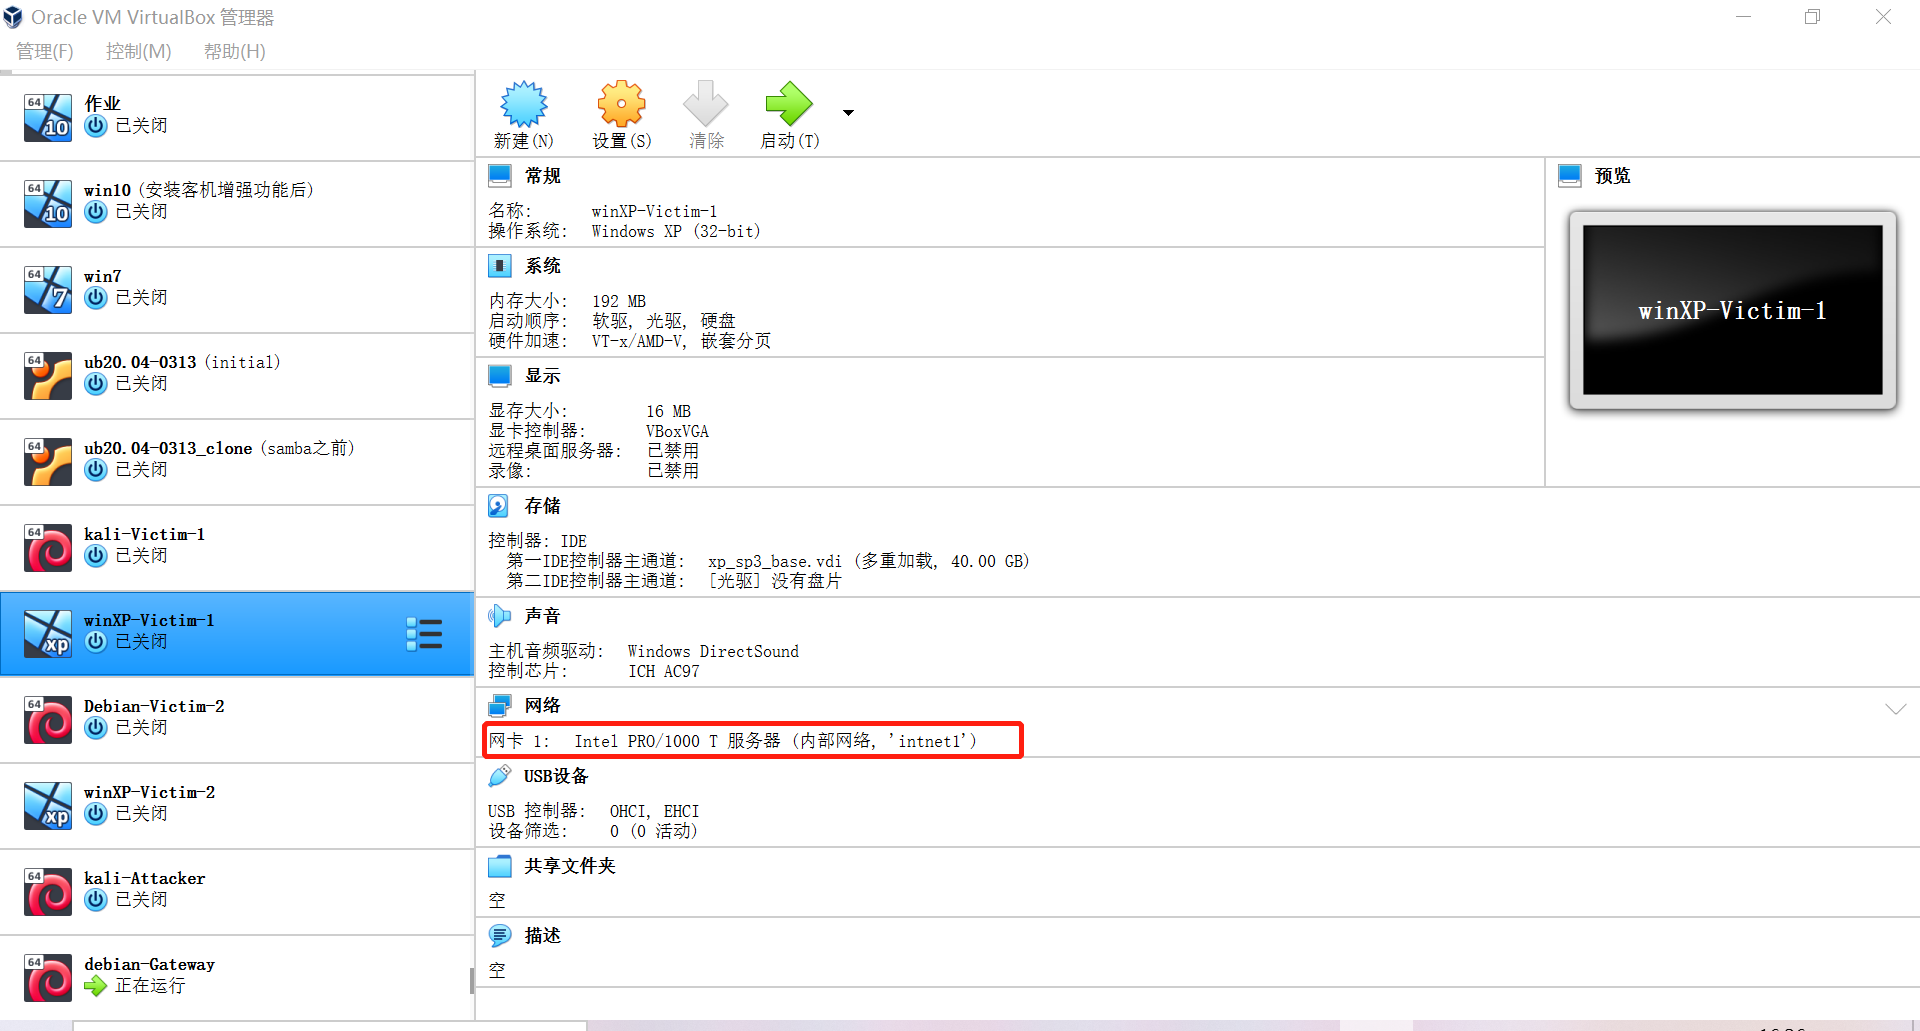 Oracle VM VirtualBox 管理器
管理(F) 控制(M) 帮助(H)
64 10 作业
已关闭
64 10 win10 (安装客机增强功能后)
已关闭
64 7 win7
已关闭
64 ub20.04-0313 (initial)
已关闭
64 ub20.04-0313_clone (samba之前)
已关闭
64 kali-Victim-1
已关闭
xp winXP-Victim-1
已关闭
64 Debian-Victim-2
已关闭
xp winXP-Victim-2
已关闭
64 kali-Attacker
已关闭
64 debian-Gateway
正在运行
新建(N) 设置(S) 清除 启动(T)
常规
名称: winXP-Victim-1
操作系统: Windows XP (32-bit)
系统
内存大小: 192 MB
启动顺序: 软驱, 光驱, 硬盘
硬件加速: VT-x/AMD-V, 嵌套分页
显示
显存大小: 16 MB
显卡控制器: VBoxVGA
远程桌面服务器: 已禁用
录像: 已禁用
存储
控制器: IDE
第一IDE控制器主通道: xp_sp3_base.vdi (多重加载, 40.00 GB)
第二IDE控制器主通道: [光驱] 没有盘片
声音
主机音频驱动: Windows DirectSound
控制芯片: ICH AC97
网络
网卡 1: Intel PRO/1000 T 服务器 (内部网络, 'intnet1')
USB设备
USB 控制器: OHCI, EHCI
设备筛选: 0 (0 活动)
共享文件夹
空
描述
空
预览
winXP-Victim-1